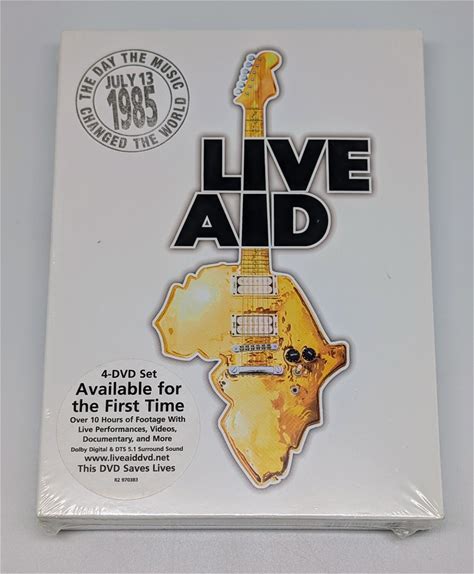 THE DAY THE MUSIC
JULY 13
1985
CHANGED THE WORLD
LIVE
AID
4-DVD Set
Available for
the First Time
Over 10 Hours of Footage With
Live Performances, Videos,
Documentary, and More
Dolby Digital & DTS 5.1 Surround Sound
www.liveaiddvd.net
This DVD Saves Lives
R2 970383